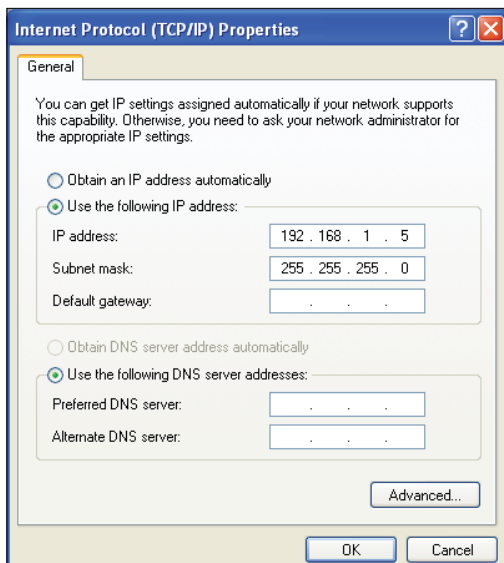 Internet Protocol (TCP/IP) Properties
General
You can get IP settings assigned automatically if your network supports
this capability. Otherwise, you need to ask your network administrator for
the appropriate IP settings.
Obtain an IP address automatically
Use the following IP address:
IP address: 192 . 168 . 1 . 5
Subnet mask: 255 . 255 . 255 . 0
Default gateway: . . .
Obtain DNS server address automatically
Use the following DNS server addresses:
Preferred DNS server: . . .
Alternate DNS server: . . .
Advanced...
OK Cancel